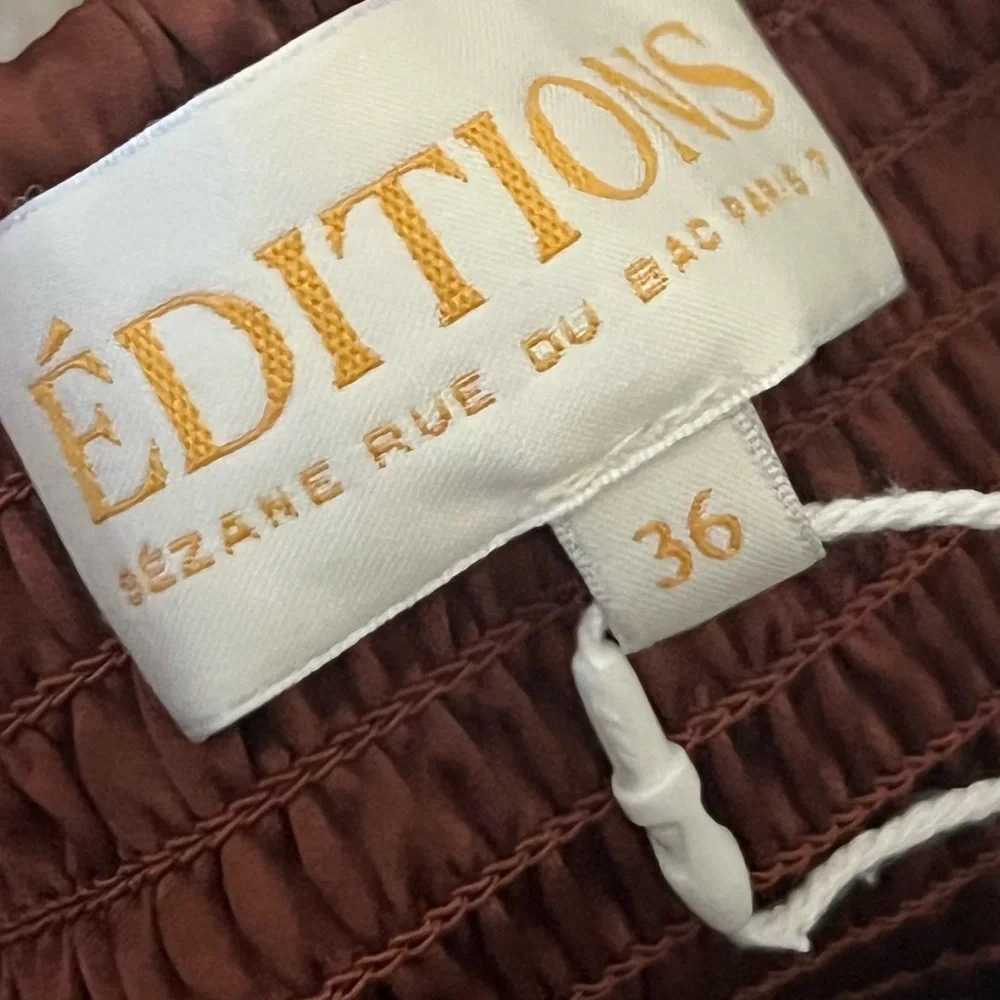 ÉDITIONS
SÉZANE RUE DU BAC PARIS 7
36